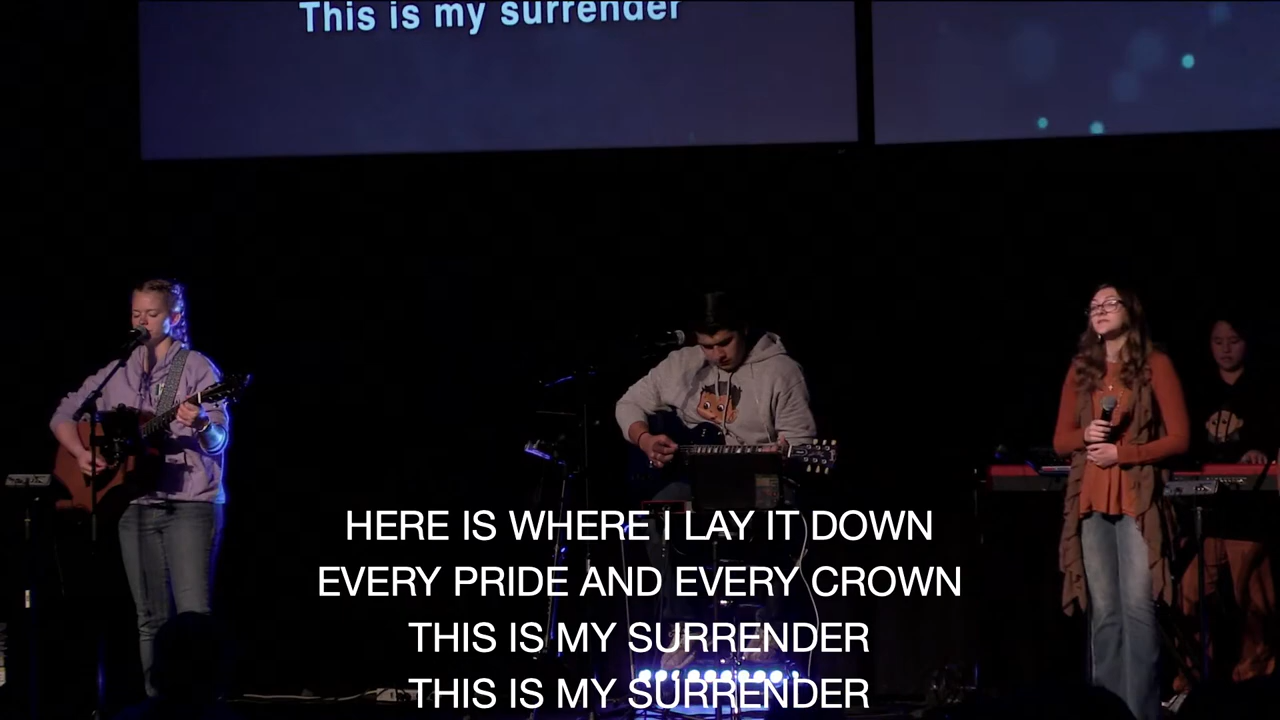 This is my surrender
HERE IS WHERE I LAY IT DOWN
EVERY PRIDE AND EVERY CROWN
THIS IS MY SURRENDER
THIS IS MY SURRENDER